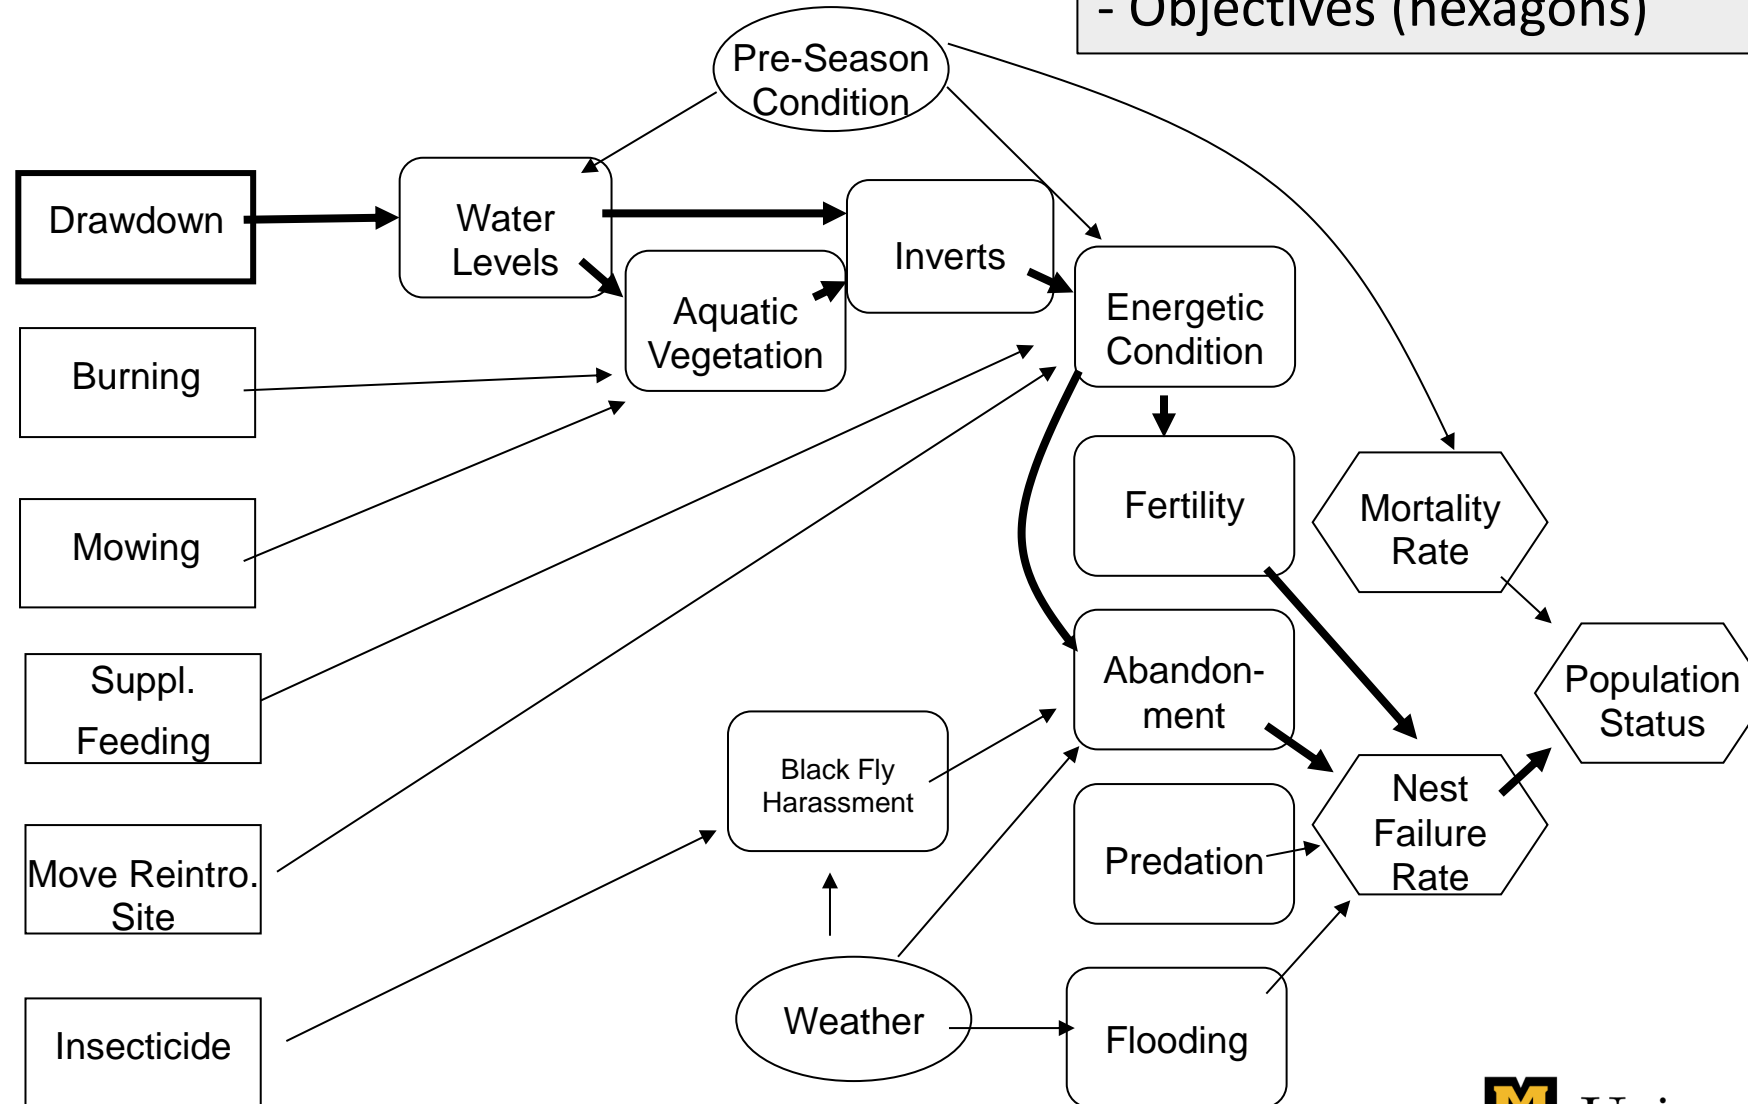 - Objectives (hexagons)
Pre-Season
Condition
Drawdown
Water
Levels
Inverts
Aquatic
Vegetation
Energetic
Condition
Burning
Mowing
Fertility
Mortality
Rate
Suppl.
Feeding
Abandon-
ment
Population
Status
Black Fly
Harassment
Nest
Failure
Rate
Predation
Move Reintro.
Site
Weather
Flooding
Insecticide
M